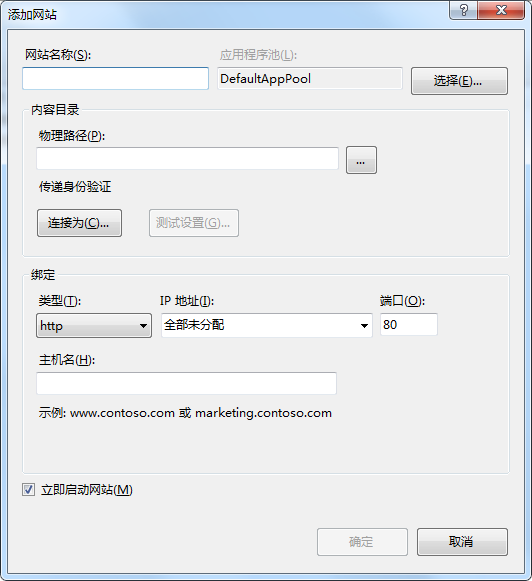 添加网站
网站名称(S):
应用程序池(L):
DefaultAppPool
选择(E)...
内容目录
物理路径(P):
...
传递身份验证
连接为(C)...
测试设置(G)...
绑定
类型(T):
IP 地址(I):
端口(O):
http
全部未分配
80
主机名(H):
示例: www.contoso.com 或 marketing.contoso.com
立即启动网站(M)
确定
取消